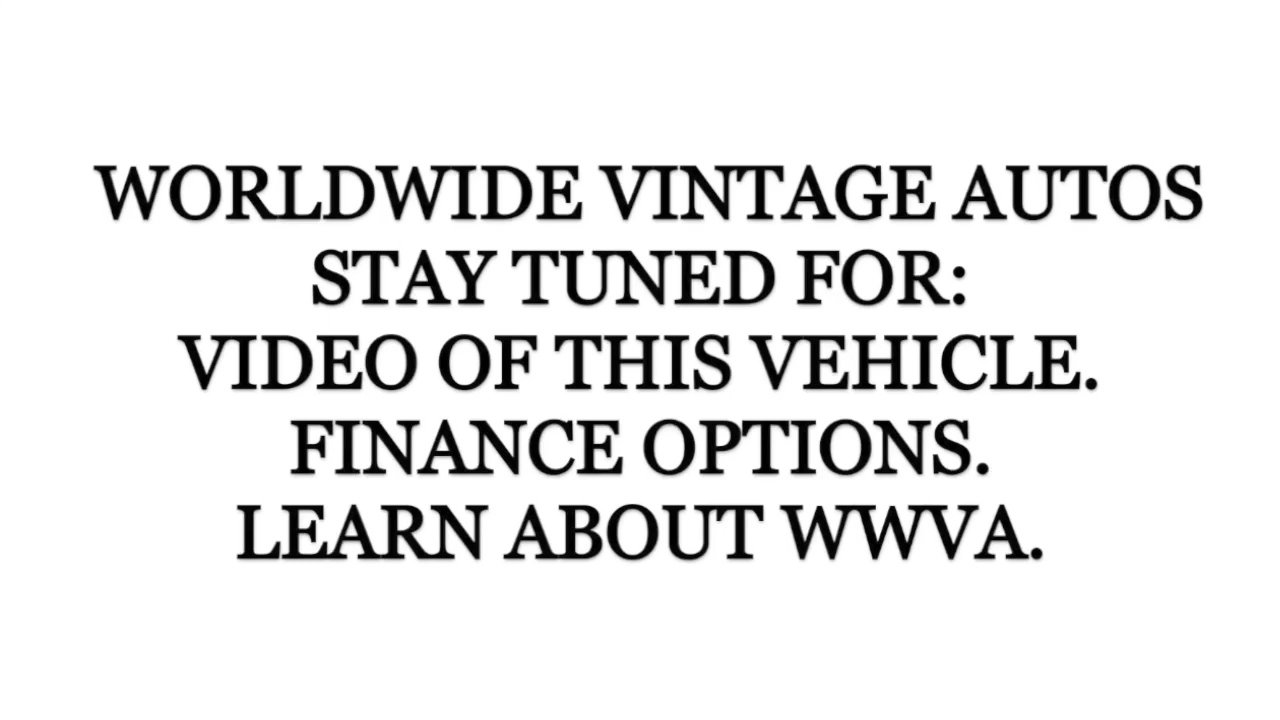 WORLDWIDE VINTAGE AUTOS
STAY TUNED FOR:
VIDEO OF THIS VEHICLE.
FINANCE OPTIONS.
LEARN ABOUT WWVA.